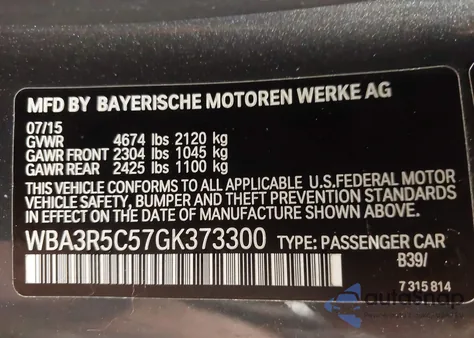 MFD BY BAYERISCHE MOTOREN WERKE AG
07/15
GVWR 4674 lbs 2120 kg
GAWR FRONT 2304 lbs 1045 kg
GAWR REAR 2425 lbs 1100 kg
THIS VEHICLE CONFORMS TO ALL APPLICABLE U.S.FEDERAL MOTOR
VEHICLE SAFETY, BUMPER AND THEFT PREVENTION STANDARDS
IN EFFECT ON THE DATE OF MANUFACTURE SHOWN ABOVE.
WBA3R5C57GK373300 TYPE: PASSENGER CAR
B39/
7 315 814
autosnap